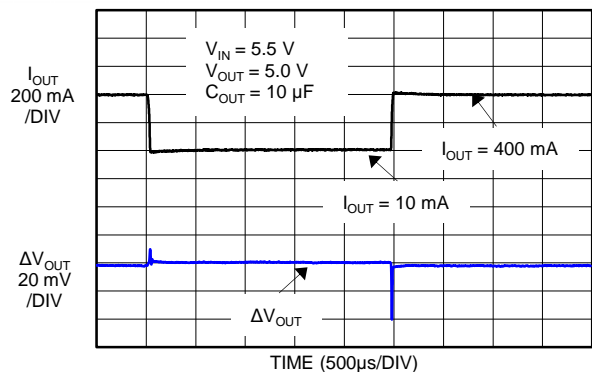 V_IN = 5.5 V
V_OUT = 5.0 V
C_OUT = 10 µF
I_OUT
200 mA
/DIV
I_OUT = 400 mA
I_OUT = 10 mA
ΔV_OUT
20 mV
/DIV
ΔV_OUT
TIME (500µs/DIV)